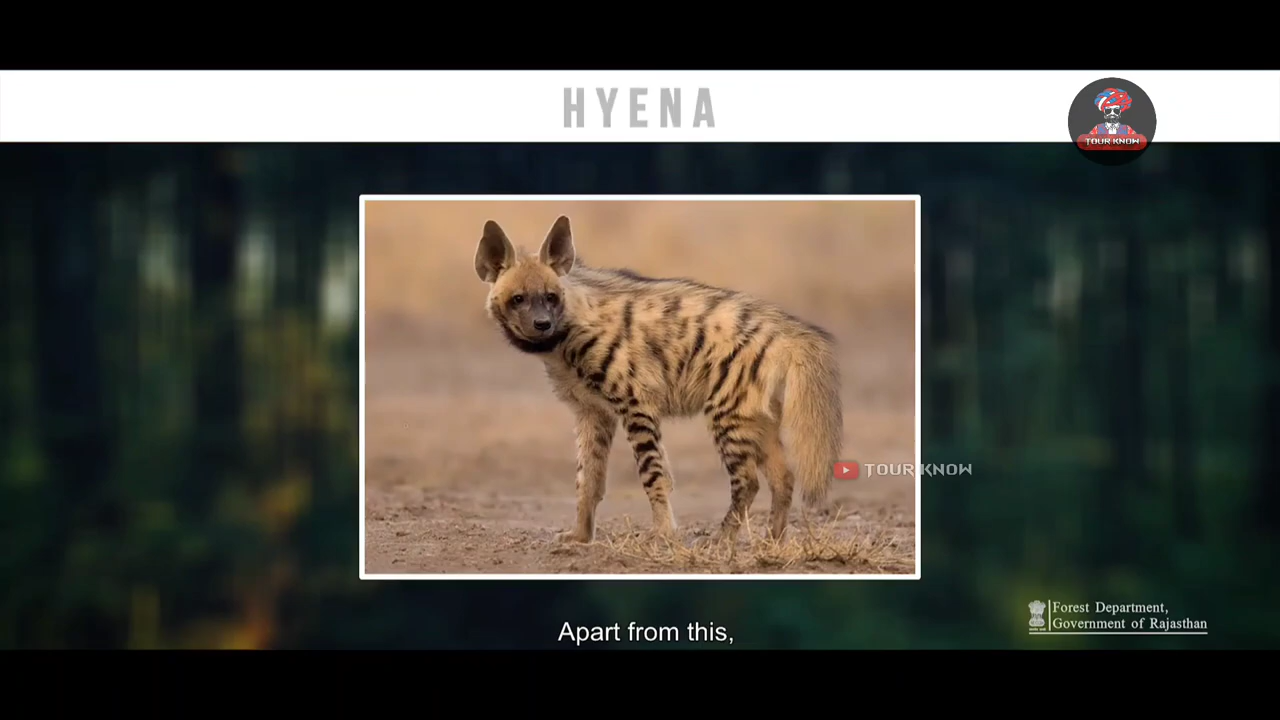 HYENA
TOUR KNOW
TOUR KNOW
Forest Department,
Government of Rajasthan
Apart from this,